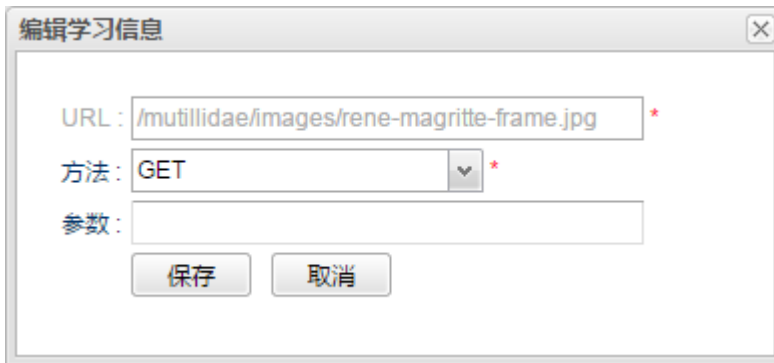 编辑学习信息
URL : /mutillidae/images/rene-magritte-frame.jpg *
方法 : GET *
参数 :
保存 取消